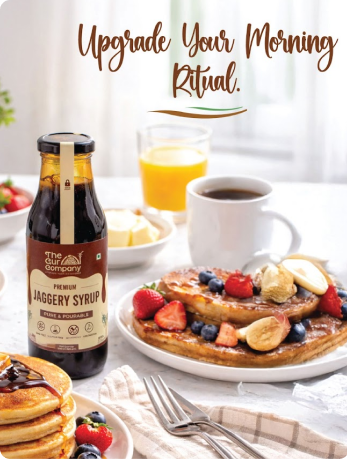 Upgrade Your Morning
Ritual.
The
Gur
Company
PREMIUM
JAGGERY SYRUP
PURE & POURABLE